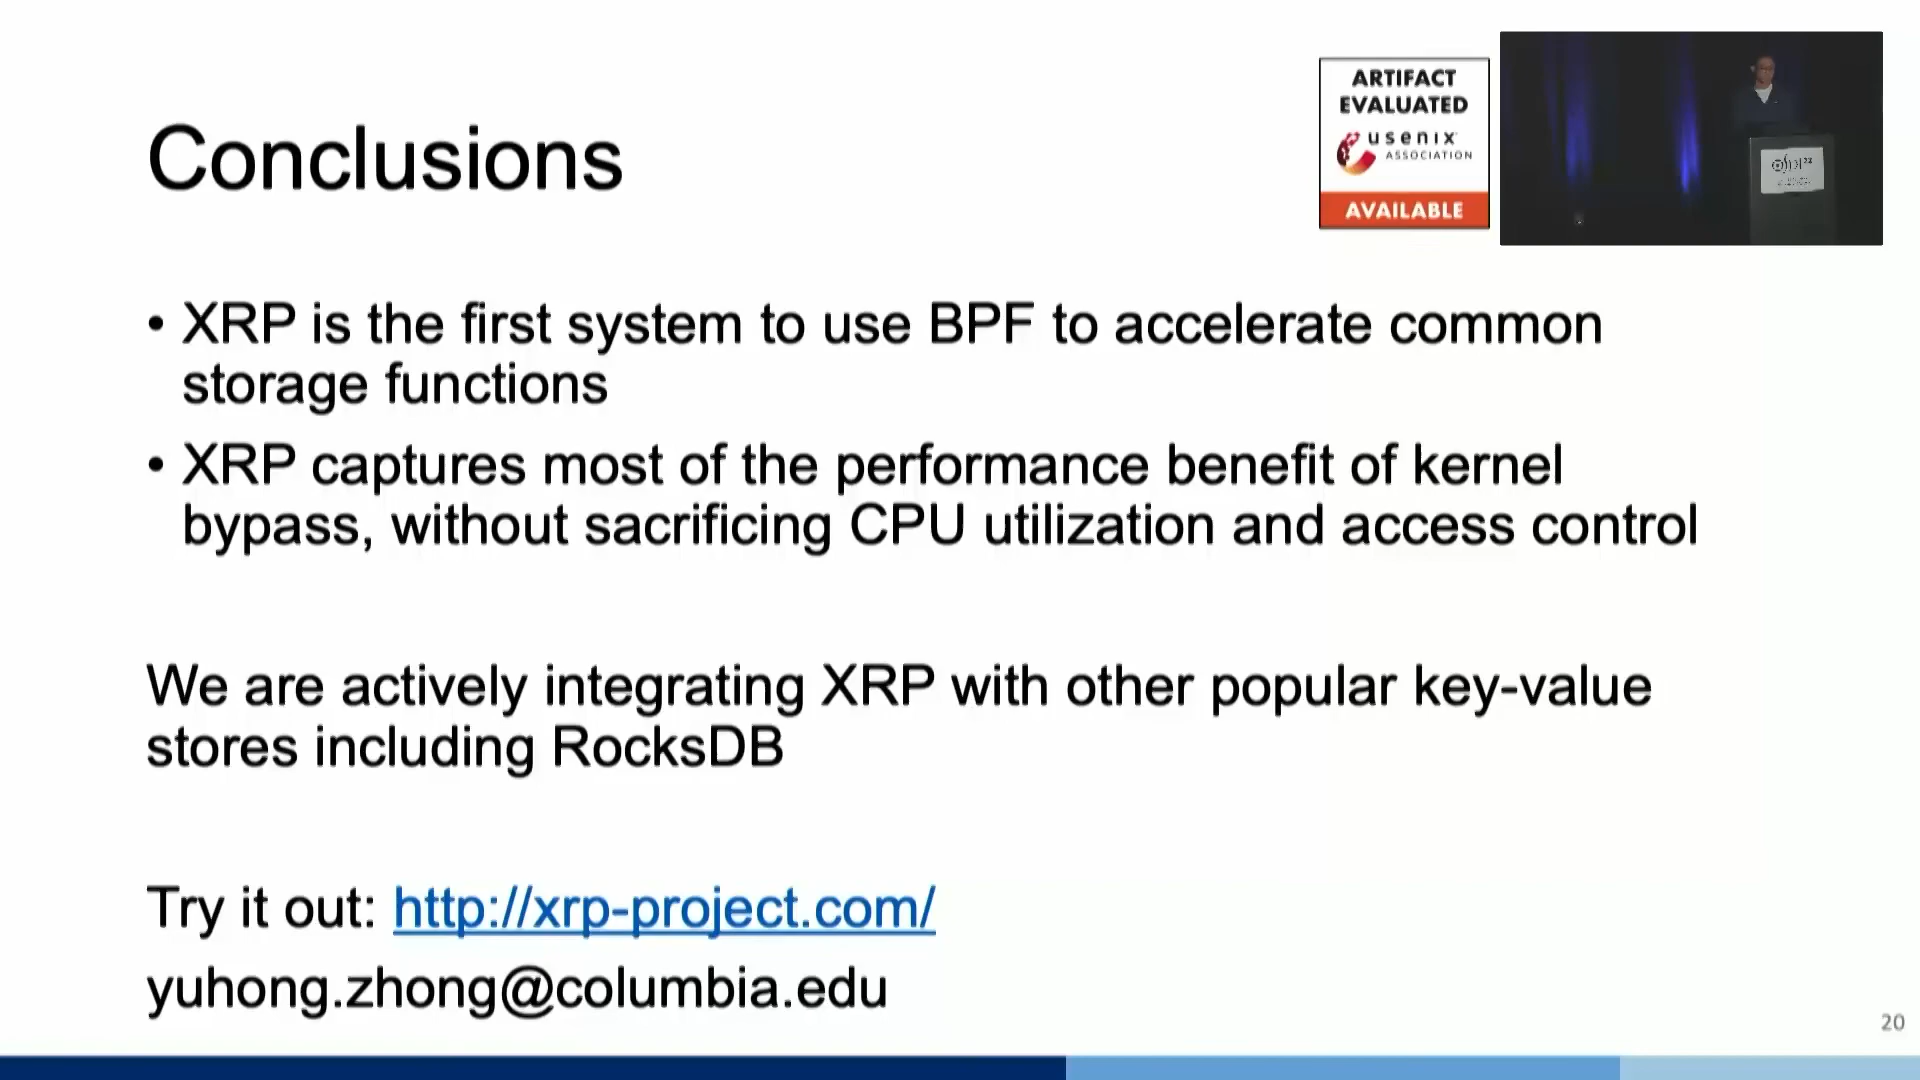 ARTIFACT
EVALUATED
usenix
ASSOCIATION
AVAILABLE
Conclusions
• XRP is the first system to use BPF to accelerate common
storage functions
• XRP captures most of the performance benefit of kernel
bypass, without sacrificing CPU utilization and access control
We are actively integrating XRP with other popular key-value
stores including RocksDB
Try it out: http://xrp-project.com/
yuhong.zhong@columbia.edu
20